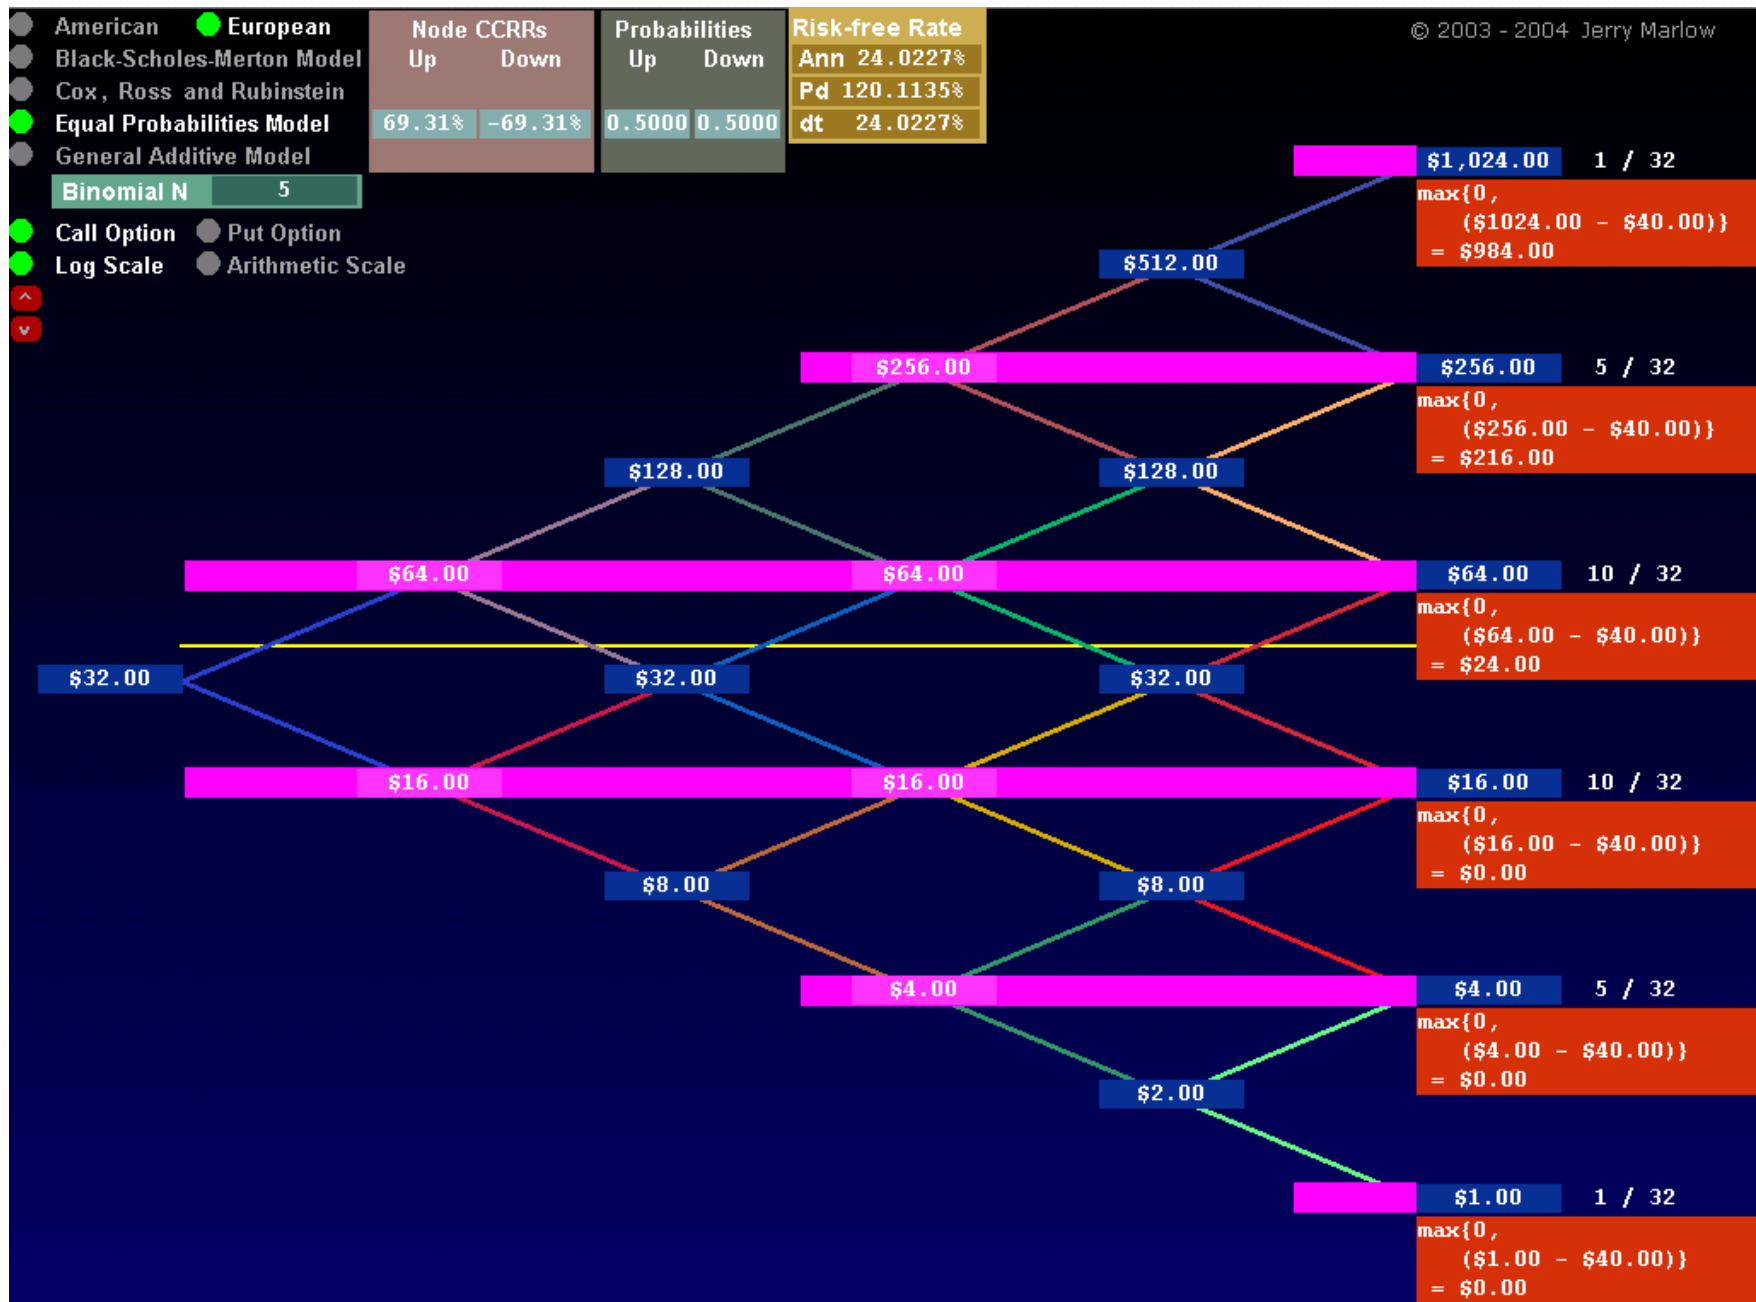 American European
Black-Scholes-Merton Model
Cox, Ross and Rubinstein
Equal Probabilities Model
General Additive Model
Binomial N 5
Call Option Put Option
Log Scale Arithmetic Scale
^
v
Node CCRRs
Up Down
69.31% -69.31%
Probabilities
Up Down
0.5000 0.5000
Risk-free Rate
Ann 24.0227%
Pd 120.1135%
dt 24.0227%
© 2003 - 2004 Jerry Marlow
$1,024.00 1 / 32
max{0,
($1024.00 - $40.00)}
= $984.00
$512.00
$256.00 $256.00 5 / 32
max{0,
($256.00 - $40.00)}
= $216.00
$128.00 $128.00
$64.00 $64.00 $64.00 10 / 32
max{0,
($64.00 - $40.00)}
= $24.00
$32.00 $32.00 $32.00
$16.00 $16.00 $16.00 10 / 32
max{0,
($16.00 - $40.00)}
= $0.00
$8.00 $8.00
$4.00 $4.00 5 / 32
max{0,
($4.00 - $40.00)}
= $0.00
$2.00
$1.00 1 / 32
max{0,
($1.00 - $40.00)}
= $0.00